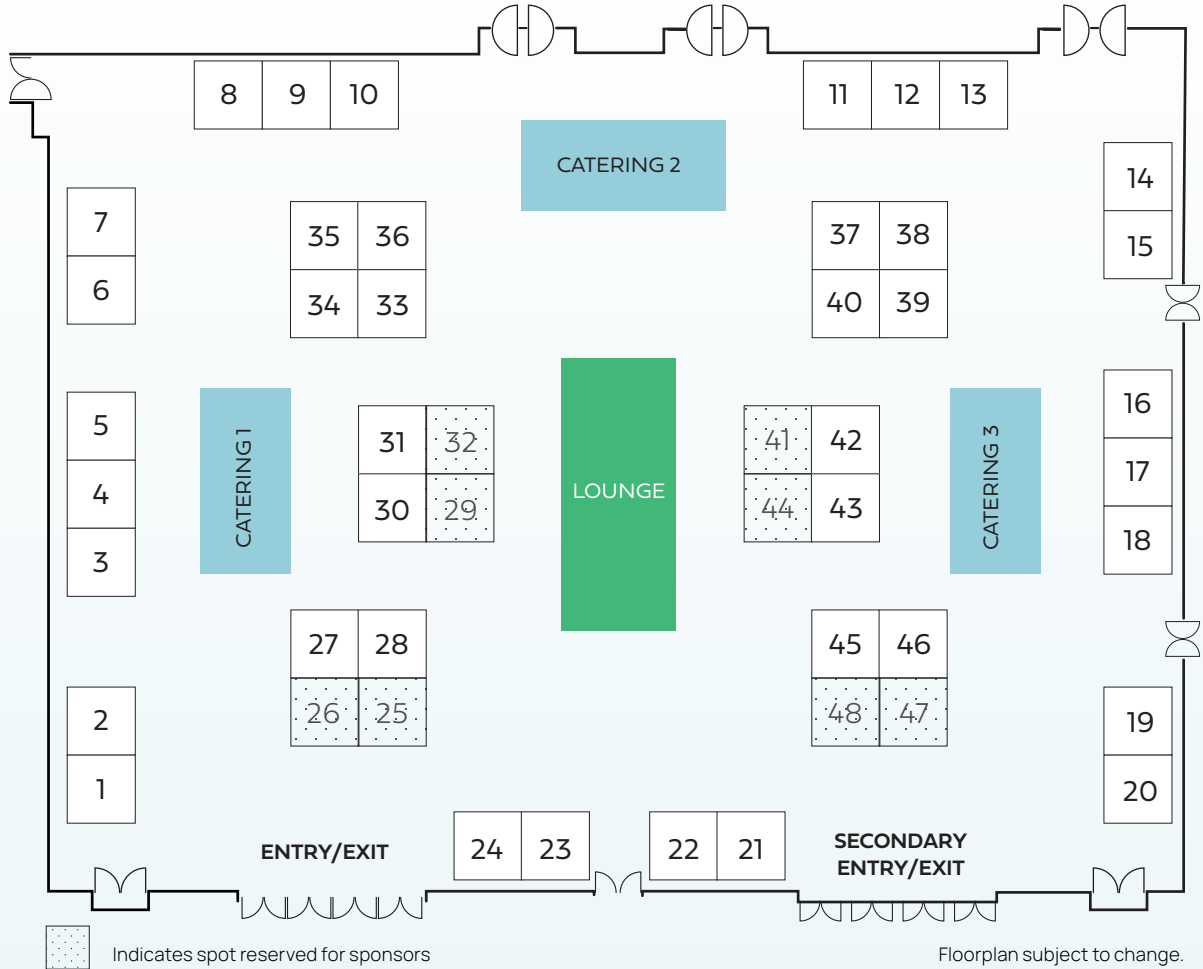 8 9 10
11 12 13
CATERING 2
14
15
7
6
35 36
34 33
37 38
40 39
5
4
3
CATERING 1
31 32
30 29
LOUNGE
41 42
44 43
CATERING 3
16
17
18
27 28
26 25
45 46
48 47
2
1
19
20
ENTRY/EXIT
24 23
22 21
SECONDARY
ENTRY/EXIT
Indicates spot reserved for sponsors
Floorplan subject to change.